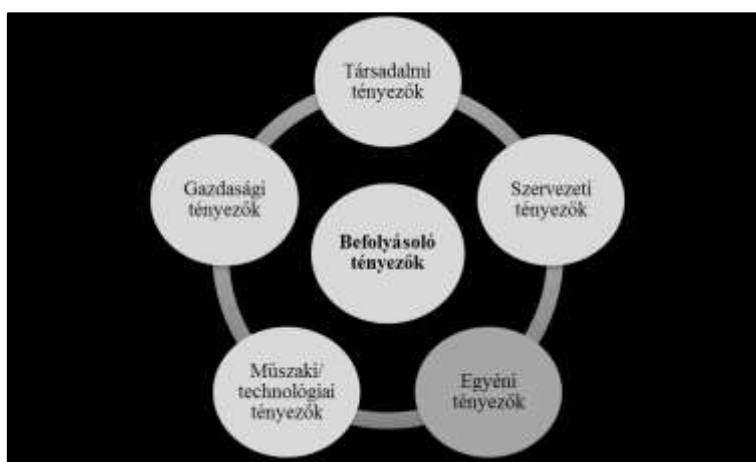 Társadalmi
tényezők
Gazdasági
tényezők
Szervezeti
tényezők
Befolyásoló
tényezők
Műszaki/
technológiai
tényezők
Egyéni
tényezők